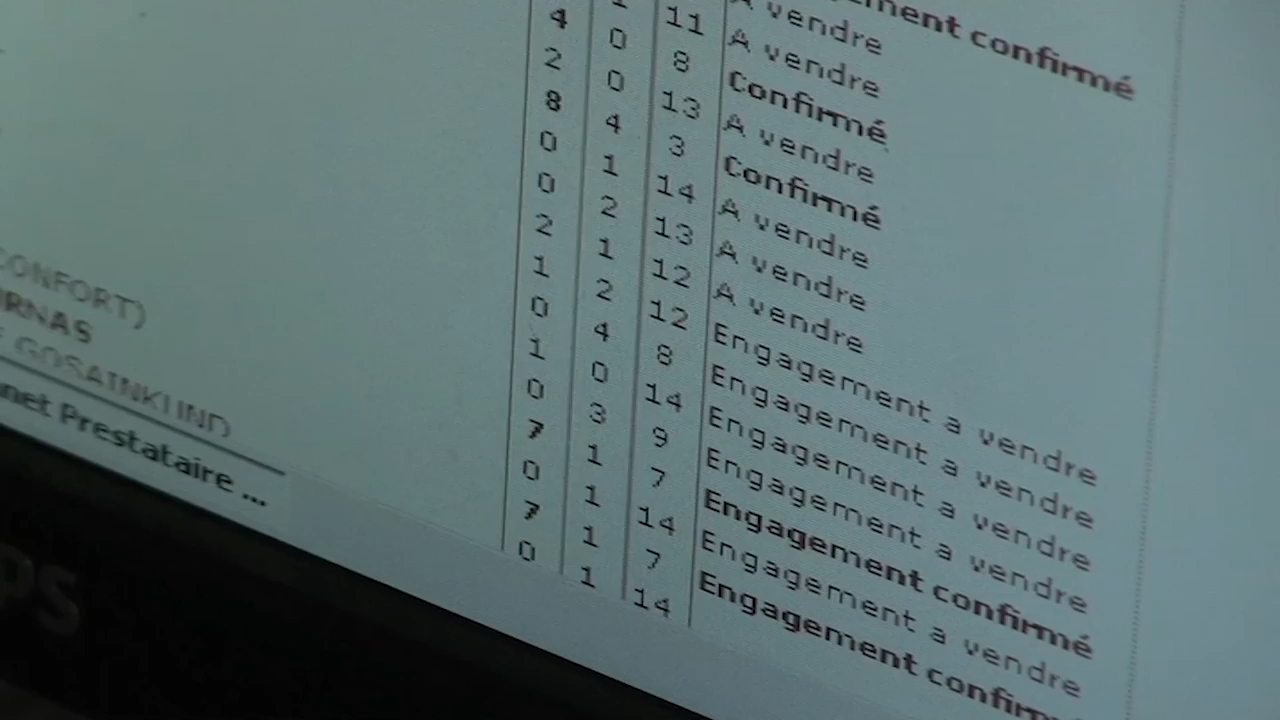 confirmé
A vendre
11 A vendre
4 0 8 Confirmé
2 0 13 A vendre
8 4 3 Confirmé
0 1 14 A vendre
0 2 13 A vendre
2 1 12 A vendre
1 2 12 Engagement a vendre
0 4 8 Engagement a vendre
1 0 14 Engagement a vendre
0 3 9 Engagement a vendre
7 1 7 Engagement confirmé
0 1 14 Engagement a vendre
7 1 7 Engagement
0 1 14
CONFORT)
GOSAINKUND
Prestataire ...